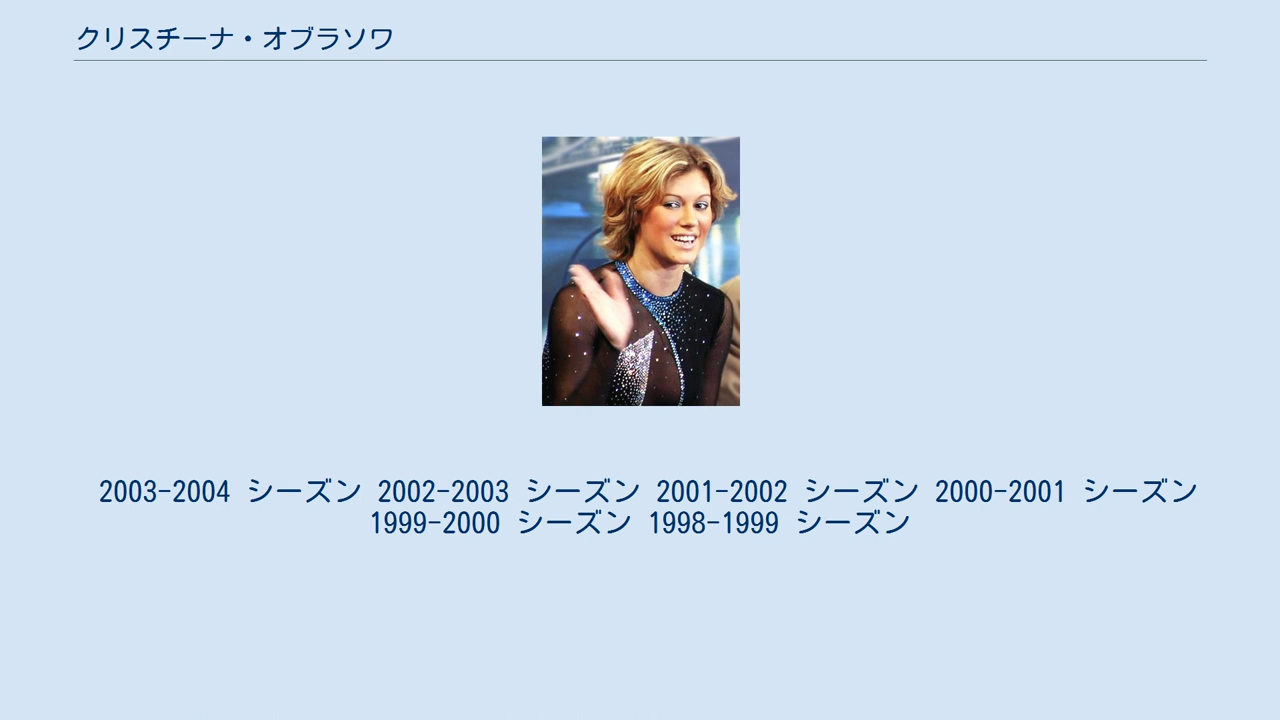 クリスチーナ・オブラソワ
2003-2004 シーズン 2002-2003 シーズン 2001-2002 シーズン 2000-2001 シーズン
1999-2000 シーズン 1998-1999 シーズン